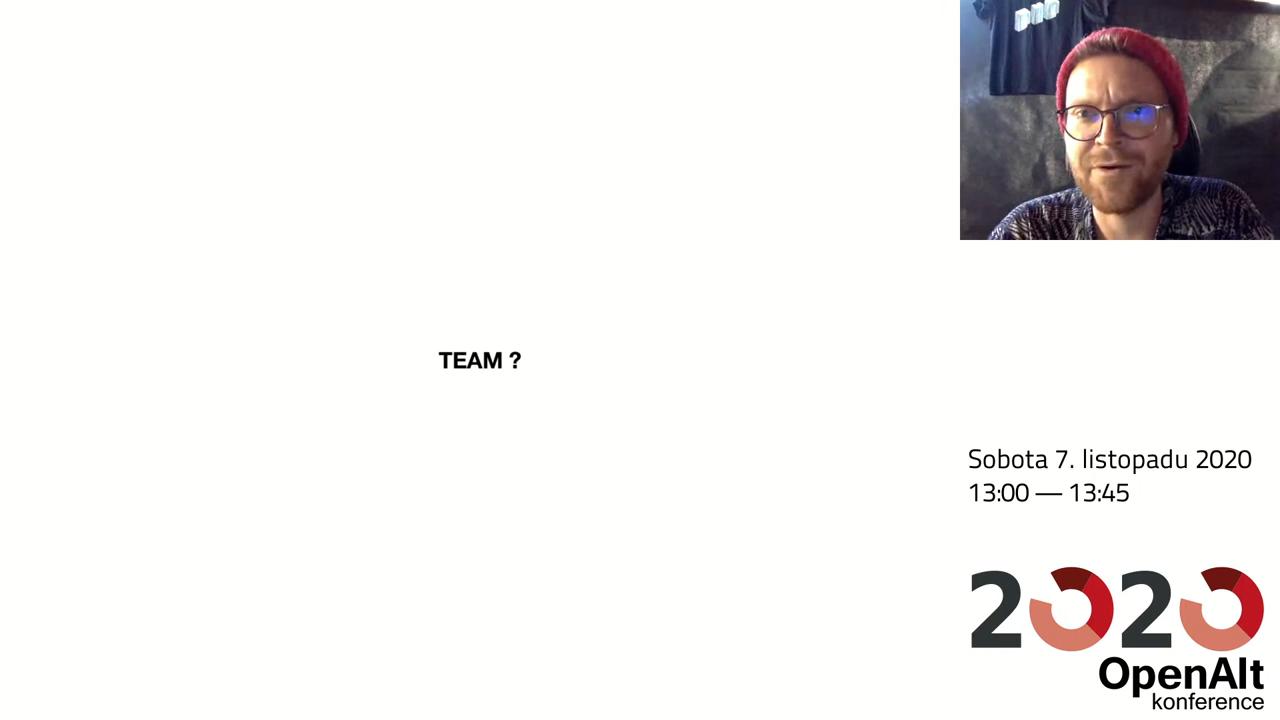 TEAM ?
Sobota 7. listopadu 2020
13:00 — 13:45
2020
OpenAlt
konference